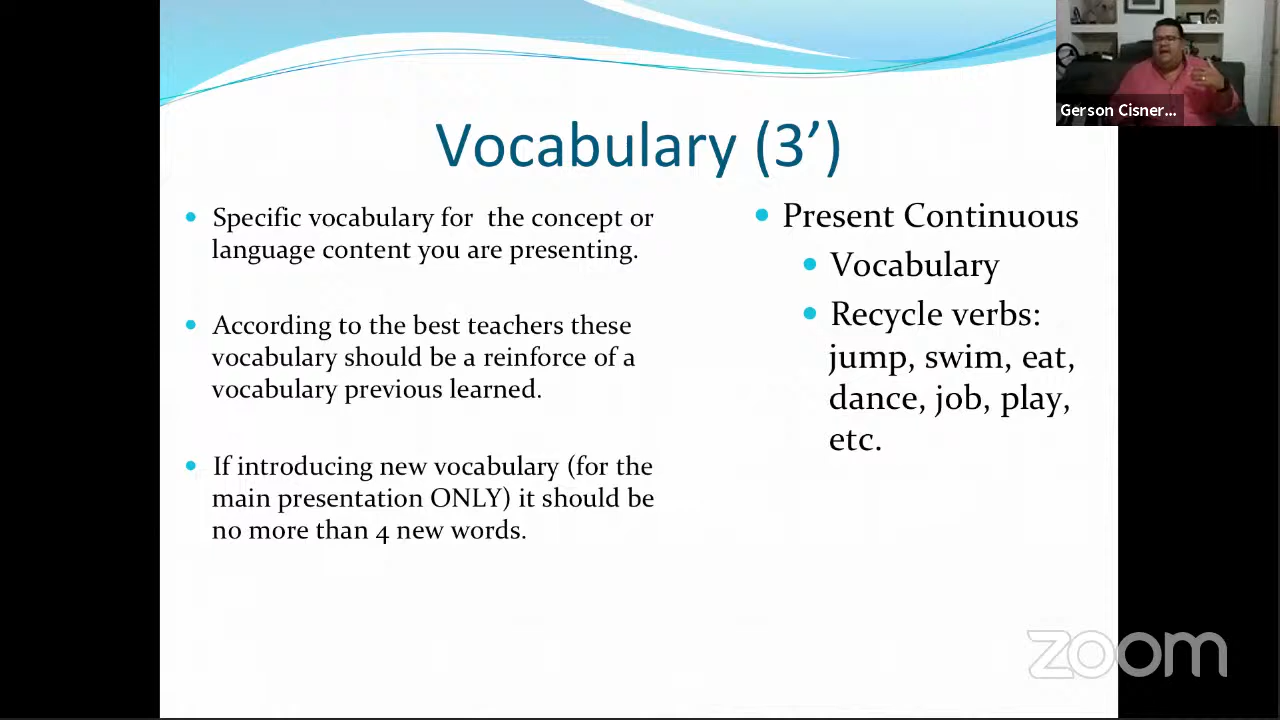 Gerson Cisner...
Vocabulary (3’)
• Specific vocabulary for the concept or
language content you are presenting.
• According to the best teachers these
vocabulary should be a reinforce of a
vocabulary previous learned.
• If introducing new vocabulary (for the
main presentation ONLY) it should be
no more than 4 new words.
• Present Continuous
• Vocabulary
• Recycle verbs:
jump, swim, eat,
dance, job, play,
etc.
zoom